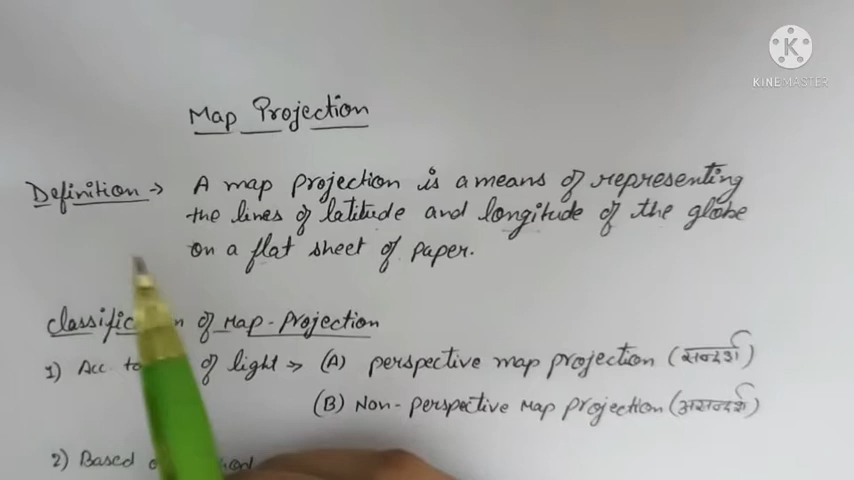 Map Projection
Definition → A map projection is a means of representing
the lines of latitude and longitude of the globe
on a flat sheet of paper.
Classific n of Map-Projection
1) Acc. to of light → (A) perspective map projection (सन्दर्श)
(B) Non-perspective Map projection (असन्दर्श)
2) Based o
K
KINEMASTER